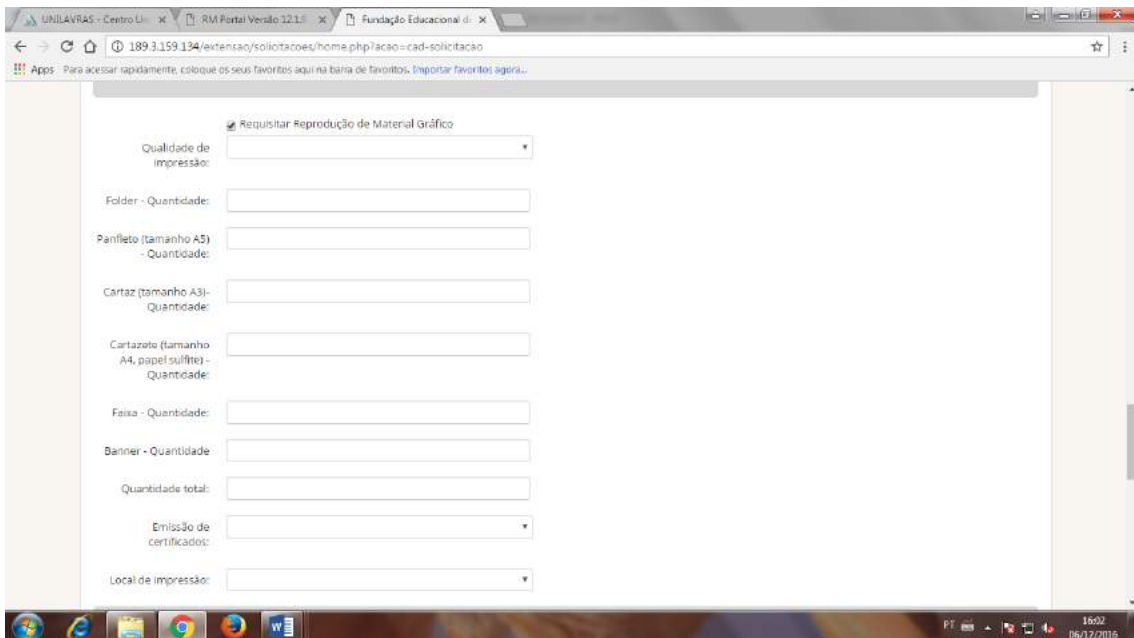 UNILAVRAS - Centro Un
RM Portal Versão 12.1.
Fundação Educacional d
189.3.159.134/extensao/solicitacoes/home.php?acao=cad-solicitacao
Apps Para acessar rapidamente, coloque os seus favoritos aqui na barra de favoritos. Importar favoritos agora...
Requisitar Reprodução de Material Gráfico
Qualidade de
impressão:
Folder - Quantidade:
Panfleto (tamanho A5)
- Quantidade:
Cartaz (tamanho A3)-
Quantidade:
Cartazete (tamanho
A4, papel sulfite) -
Quantidade:
Faixa - Quantidade:
Banner - Quantidade
Quantidade total:
Emissão de
certificados:
Local de impressão:
PT
16:02
06/12/2016